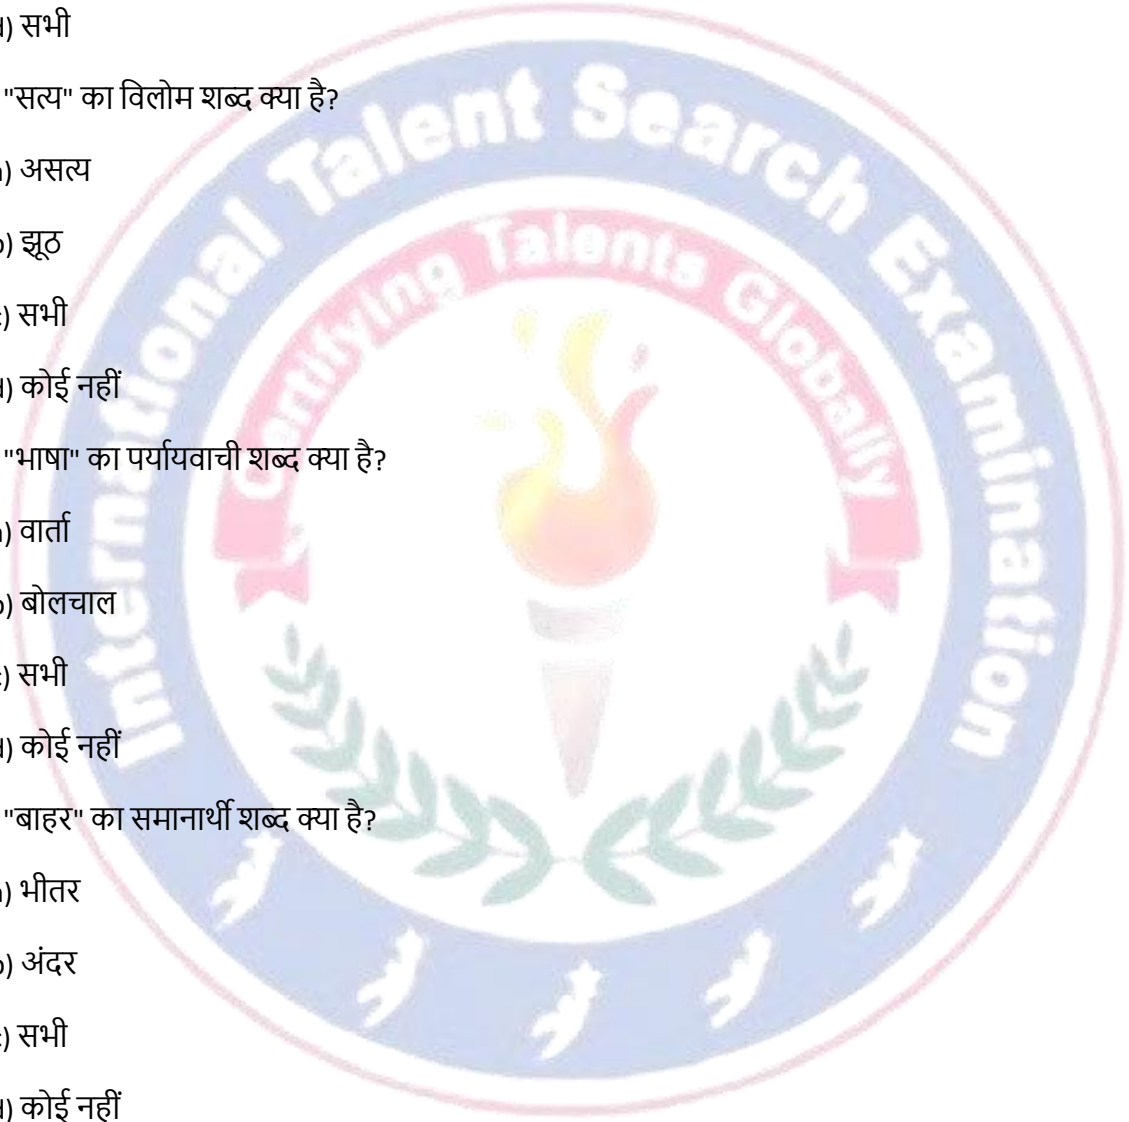 d) सभी
"सत्य" का विलोम शब्द क्या है?
a) असत्य
b) झूठ
c) सभी
d) कोई नहीं
"भाषा" का पर्यायवाची शब्द क्या है?
a) वार्ता
b) बोलचाल
c) सभी
d) कोई नहीं
"बाहर" का समानार्थी शब्द क्या है?
a) भीतर
b) अंदर
c) सभी
d) कोई नहीं
International Talent Search Examination
Certifying Talents Globally